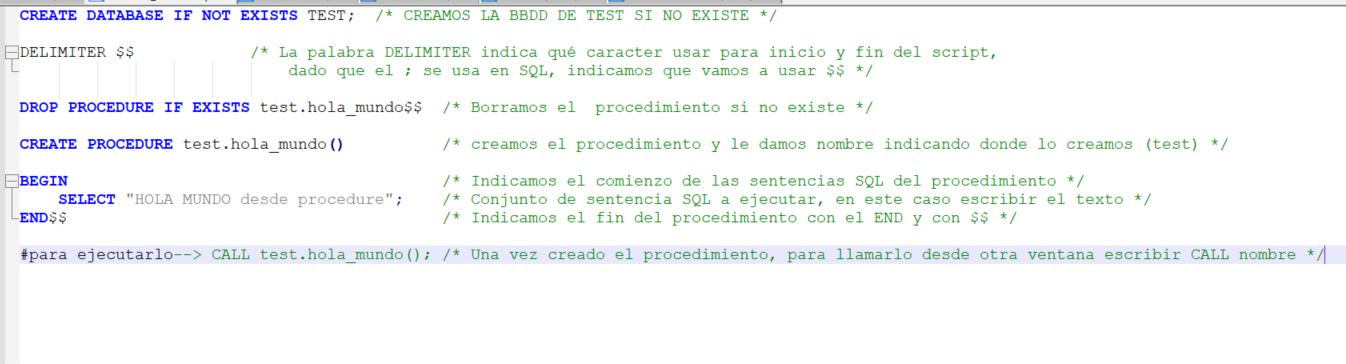 CREATE DATABASE IF NOT EXISTS TEST; /* CREAMOS LA BBDD DE TEST SI NO EXISTE */
DELIMITER $$ /* La palabra DELIMITER indica qué caracter usar para inicio y fin del script,
dado que el ; se usa en SQL, indicamos que vamos a usar $$ */
DROP PROCEDURE IF EXISTS test.hola_mundo$$ /* Borramos el  procedimiento si no existe */
CREATE PROCEDURE test.hola_mundo() /* creamos el procedimiento y le damos nombre indicando donde lo creamos (test) */
BEGIN /* Indicamos el comienzo de las sentencias SQL del procedimiento */
SELECT "HOLA MUNDO desde procedure"; /* Conjunto de sentencia SQL a ejecutar, en este caso escribir el texto */
END$$ /* Indicamos el fin del procedimiento con el END y con $$ */
#para ejecutarlo--> CALL test.hola_mundo(); /* Una vez creado el procedimiento, para llamarlo desde otra ventana escribir CALL nombre */